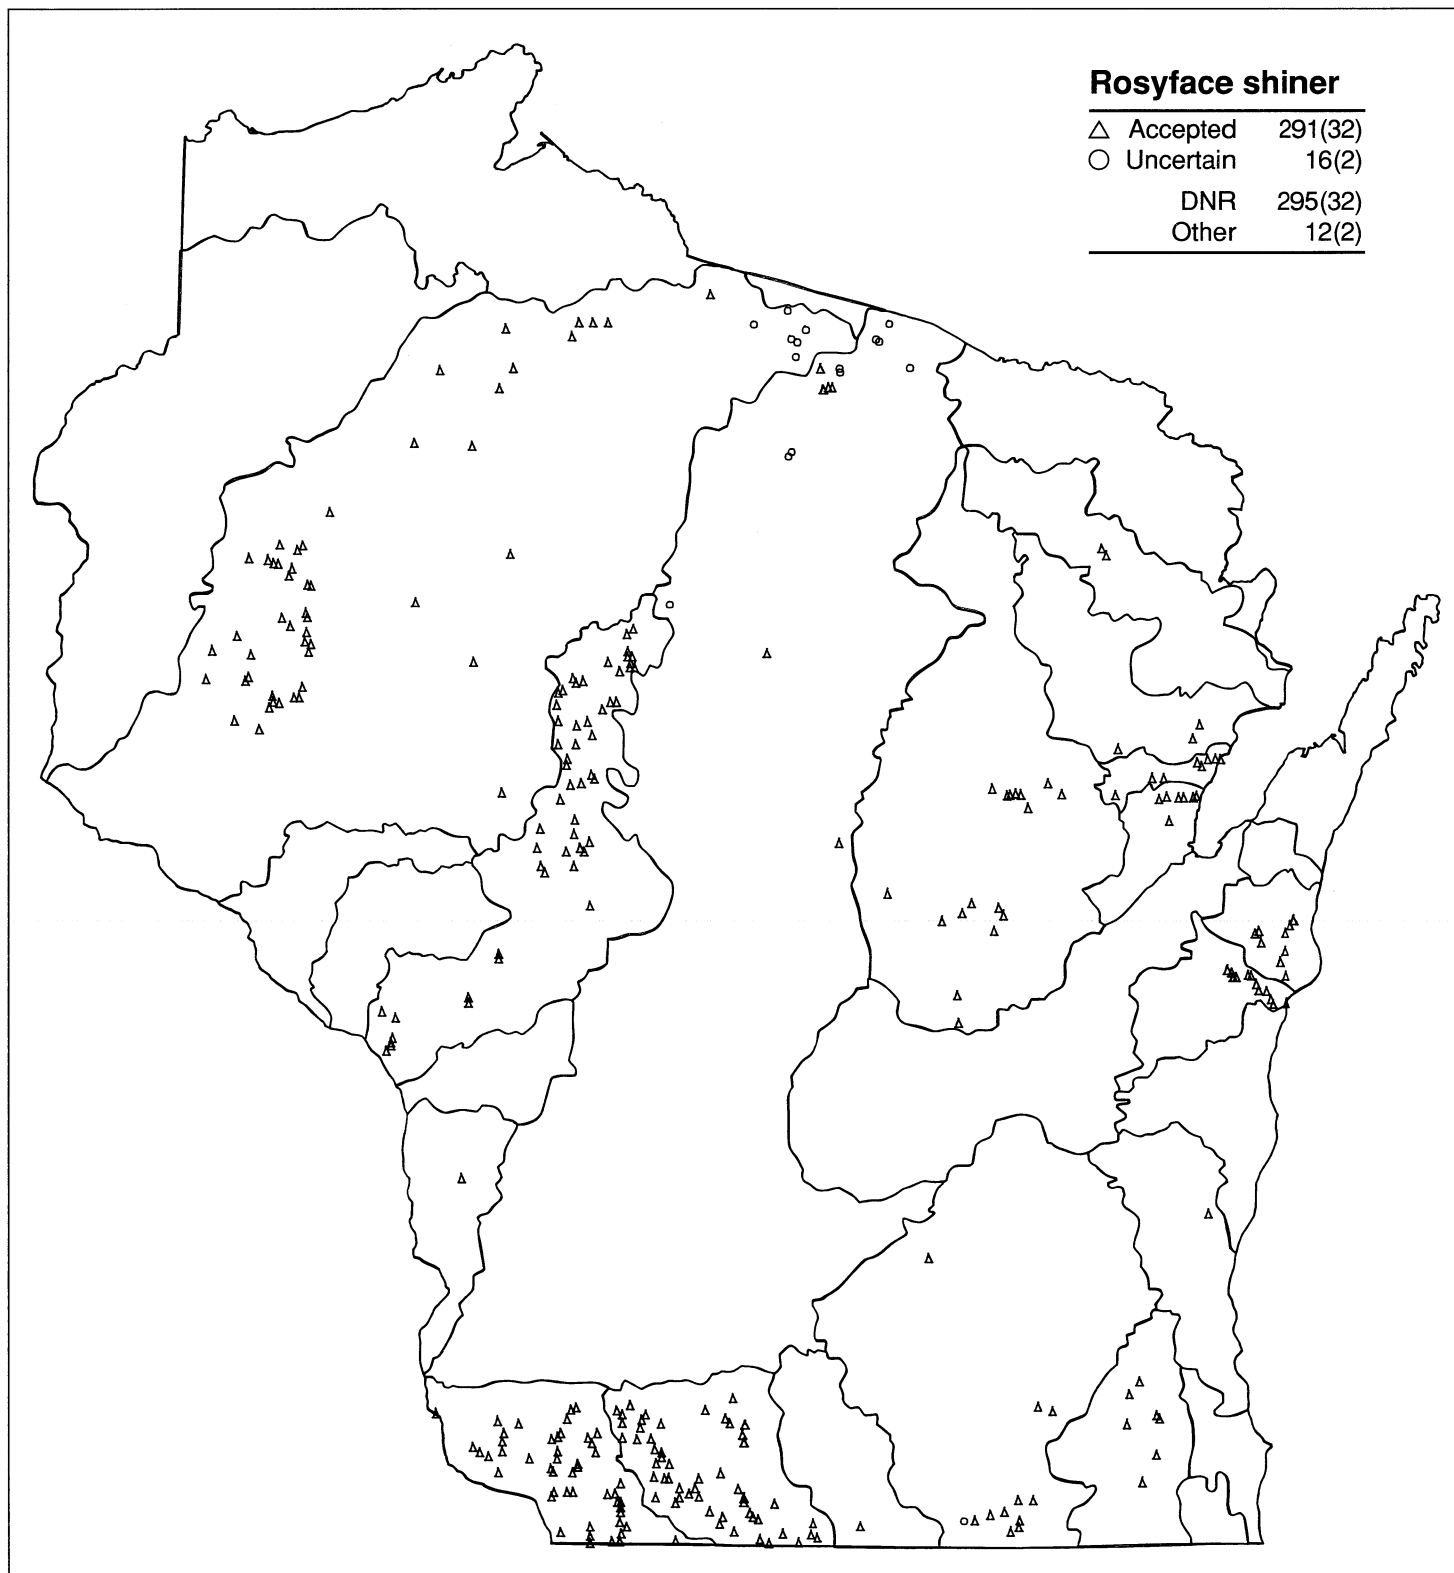 Rosyface shiner
Accepted 291(32)
Uncertain 16(2)
DNR 295(32)
Other 12(2)